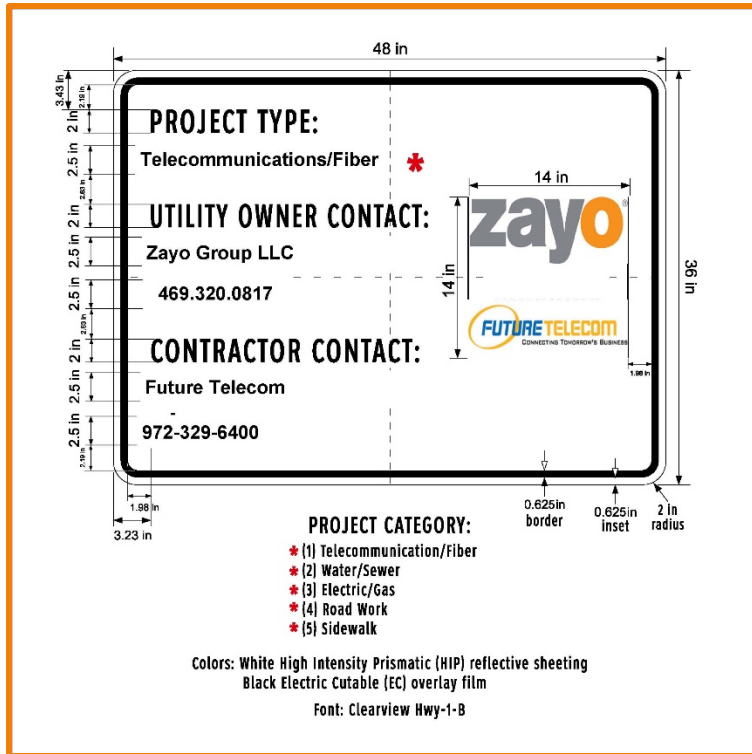 48 in
3.43 in
2.19 in
2 in
PROJECT TYPE:
2.5 in
Telecommunications/Fiber *
2.63 in
14 in
2 in
UTILITY OWNER CONTACT:
zayo®
2.5 in
Zayo Group LLC
14 in
36 in
2.5 in
469.320.0817
FUTURE TELECOM
CONNECTING TOMORROW'S BUSINESS
2 in
CONTRACTOR CONTACT:
1.98 in
2.5 in
Future Telecom
-
2.5 in
972-329-6400
2.19 in
1.98 in
3.23 in
0.625in
border
0.625in
inset
2 in
radius
PROJECT CATEGORY:
* (1) Telecommunication/Fiber
* (2) Water/Sewer
* (3) Electric/Gas
* (4) Road Work
* (5) Sidewalk
Colors: White High Intensity Prismatic (HIP) reflective sheeting
Black Electric Cutable (EC) overlay film
Font: Clearview Hwy-1-B